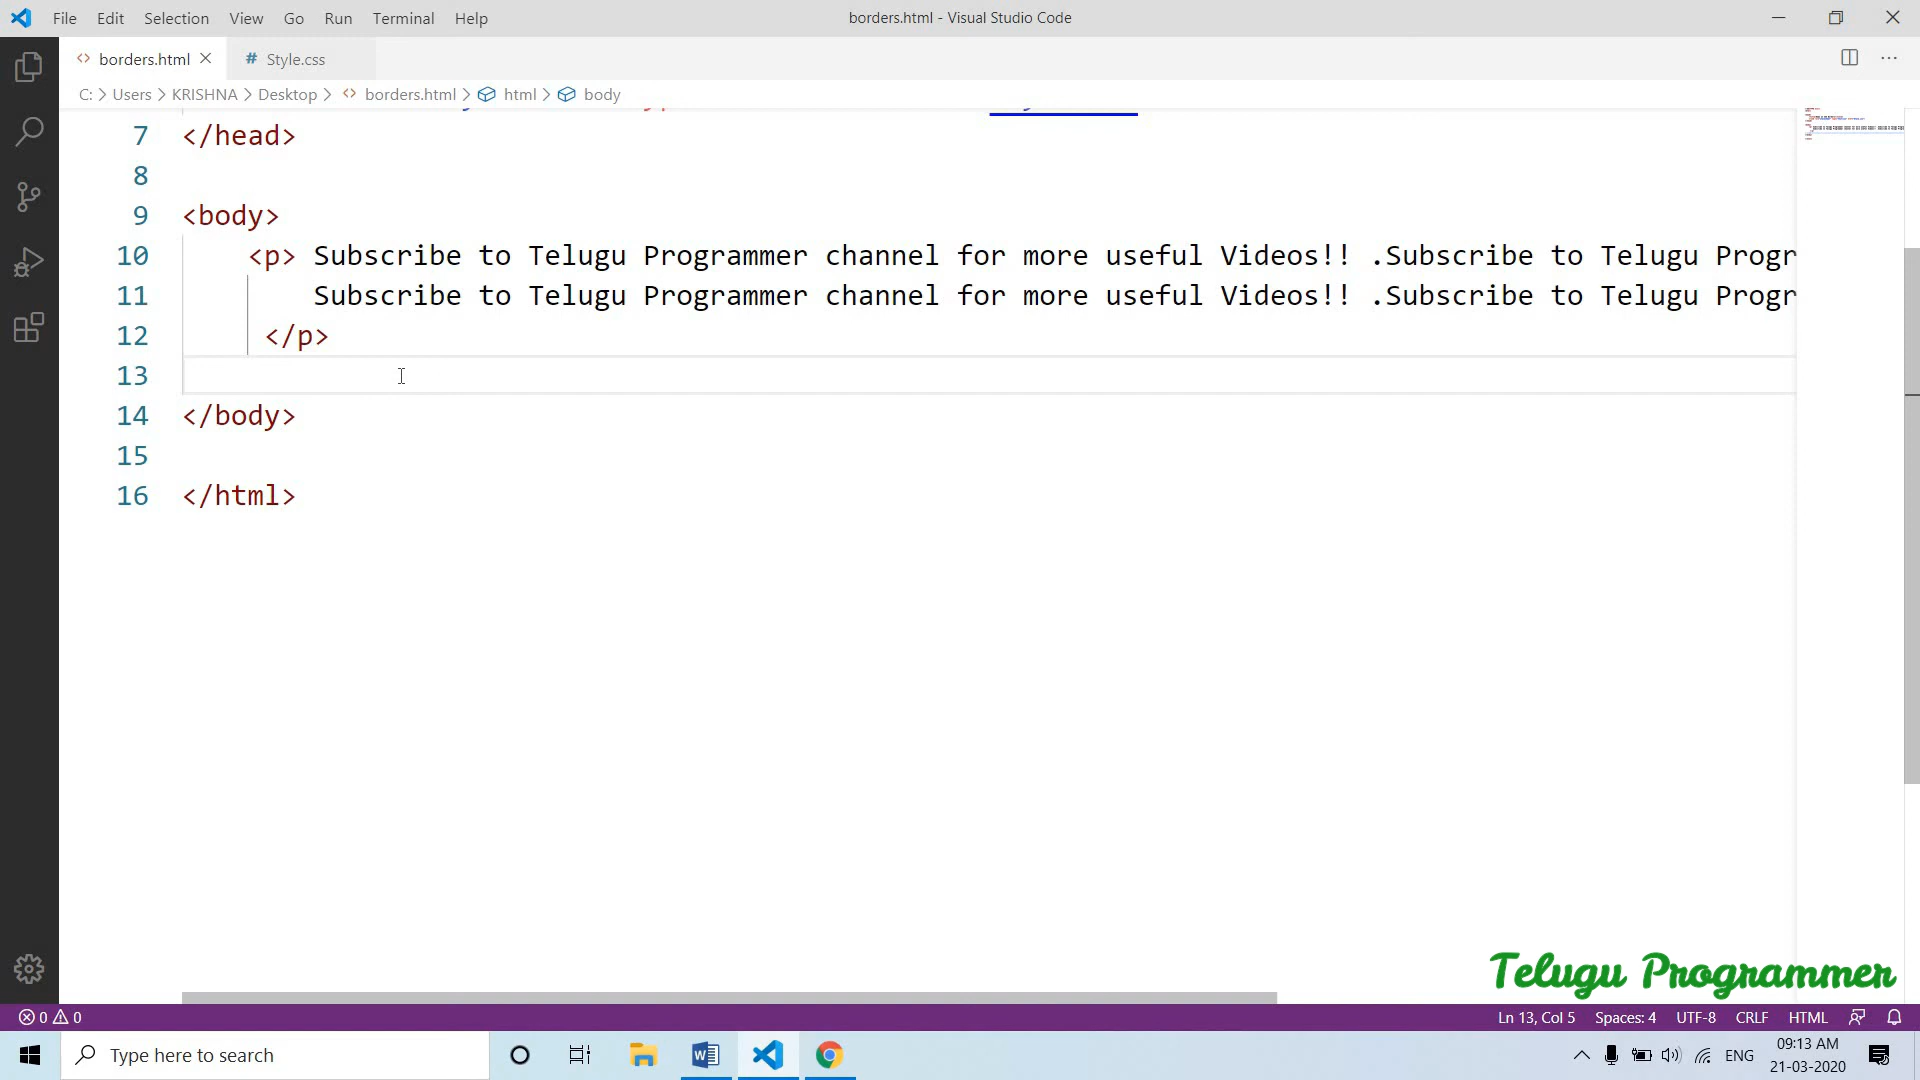 File Edit Selection View Go Run Terminal Help
borders.html - Visual Studio Code
borders.html
# Style.css
C: > Users > KRISHNA > Desktop > borders.html > html > body
7 </head>
8
9 <body>
10 <p> Subscribe to Telugu Programmer channel for more useful Videos!! .Subscribe to Telugu Progr
11 Subscribe to Telugu Programmer channel for more useful Videos!! .Subscribe to Telugu Progr
12 </p>
13
14 </body>
15
16 </html>
Telugu Programmer
0 0
Ln 13, Col 5 Spaces: 4 UTF-8 CRLF HTML
Type here to search
ENG
09:13 AM
21-03-2020